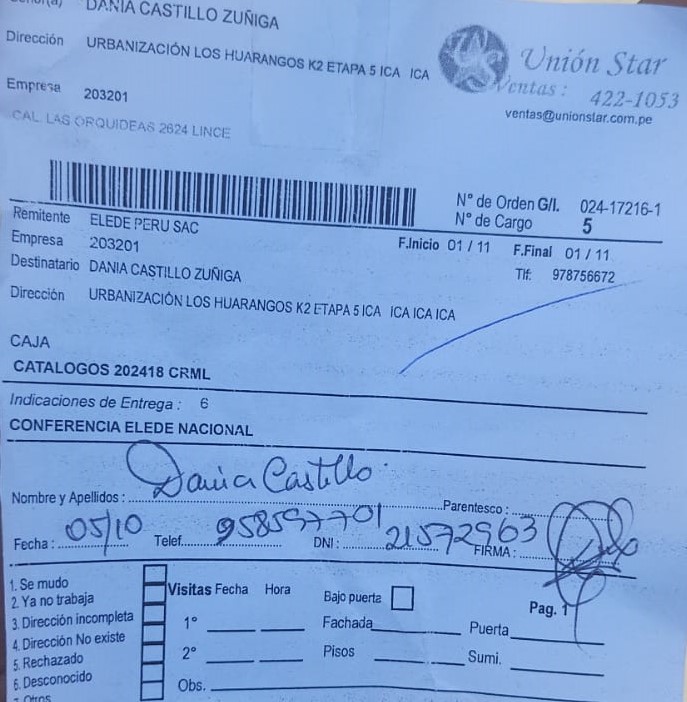 DANIA CASTILLO ZUÑIGA
Dirección URBANIZACIÓN LOS HUARANGOS K2 ETAPA 5 ICA ICA
Unión Star
Ventas : 422-1053
ventas@unionstar.com.pe
Empresa 203201
CAL. LAS ORQUIDEAS 2624 LINCE
N° de Orden G/I. 024-17216-1
N° de Cargo 5
Remitente ELEDE PERU SAC
Empresa 203201
F.Inicio 01 / 11 F.Final 01 / 11
Destinatario DANIA CASTILLO ZUÑIGA
Tlf: 978756672
Dirección URBANIZACIÓN LOS HUARANGOS K2 ETAPA 5 ICA ICA ICA ICA
CAJA
CATALOGOS 202418 CRML
Indicaciones de Entrega : 6
CONFERENCIA ELEDE NACIONAL
Nombre y Apellidos : Dania Castillo Parentesco :
Fecha : 05/10 Telef. 958597701 DNI : 21572963 FIRMA :
1. Se mudo
2. Ya no trabaja
3. Dirección incompleta
4. Dirección No existe
5. Rechazado
6. Desconocido
7. Otros
Visitas Fecha Hora Bajo puerta Pag. 1
1° Fachada Puerta
2° Pisos Sumi.
Obs.